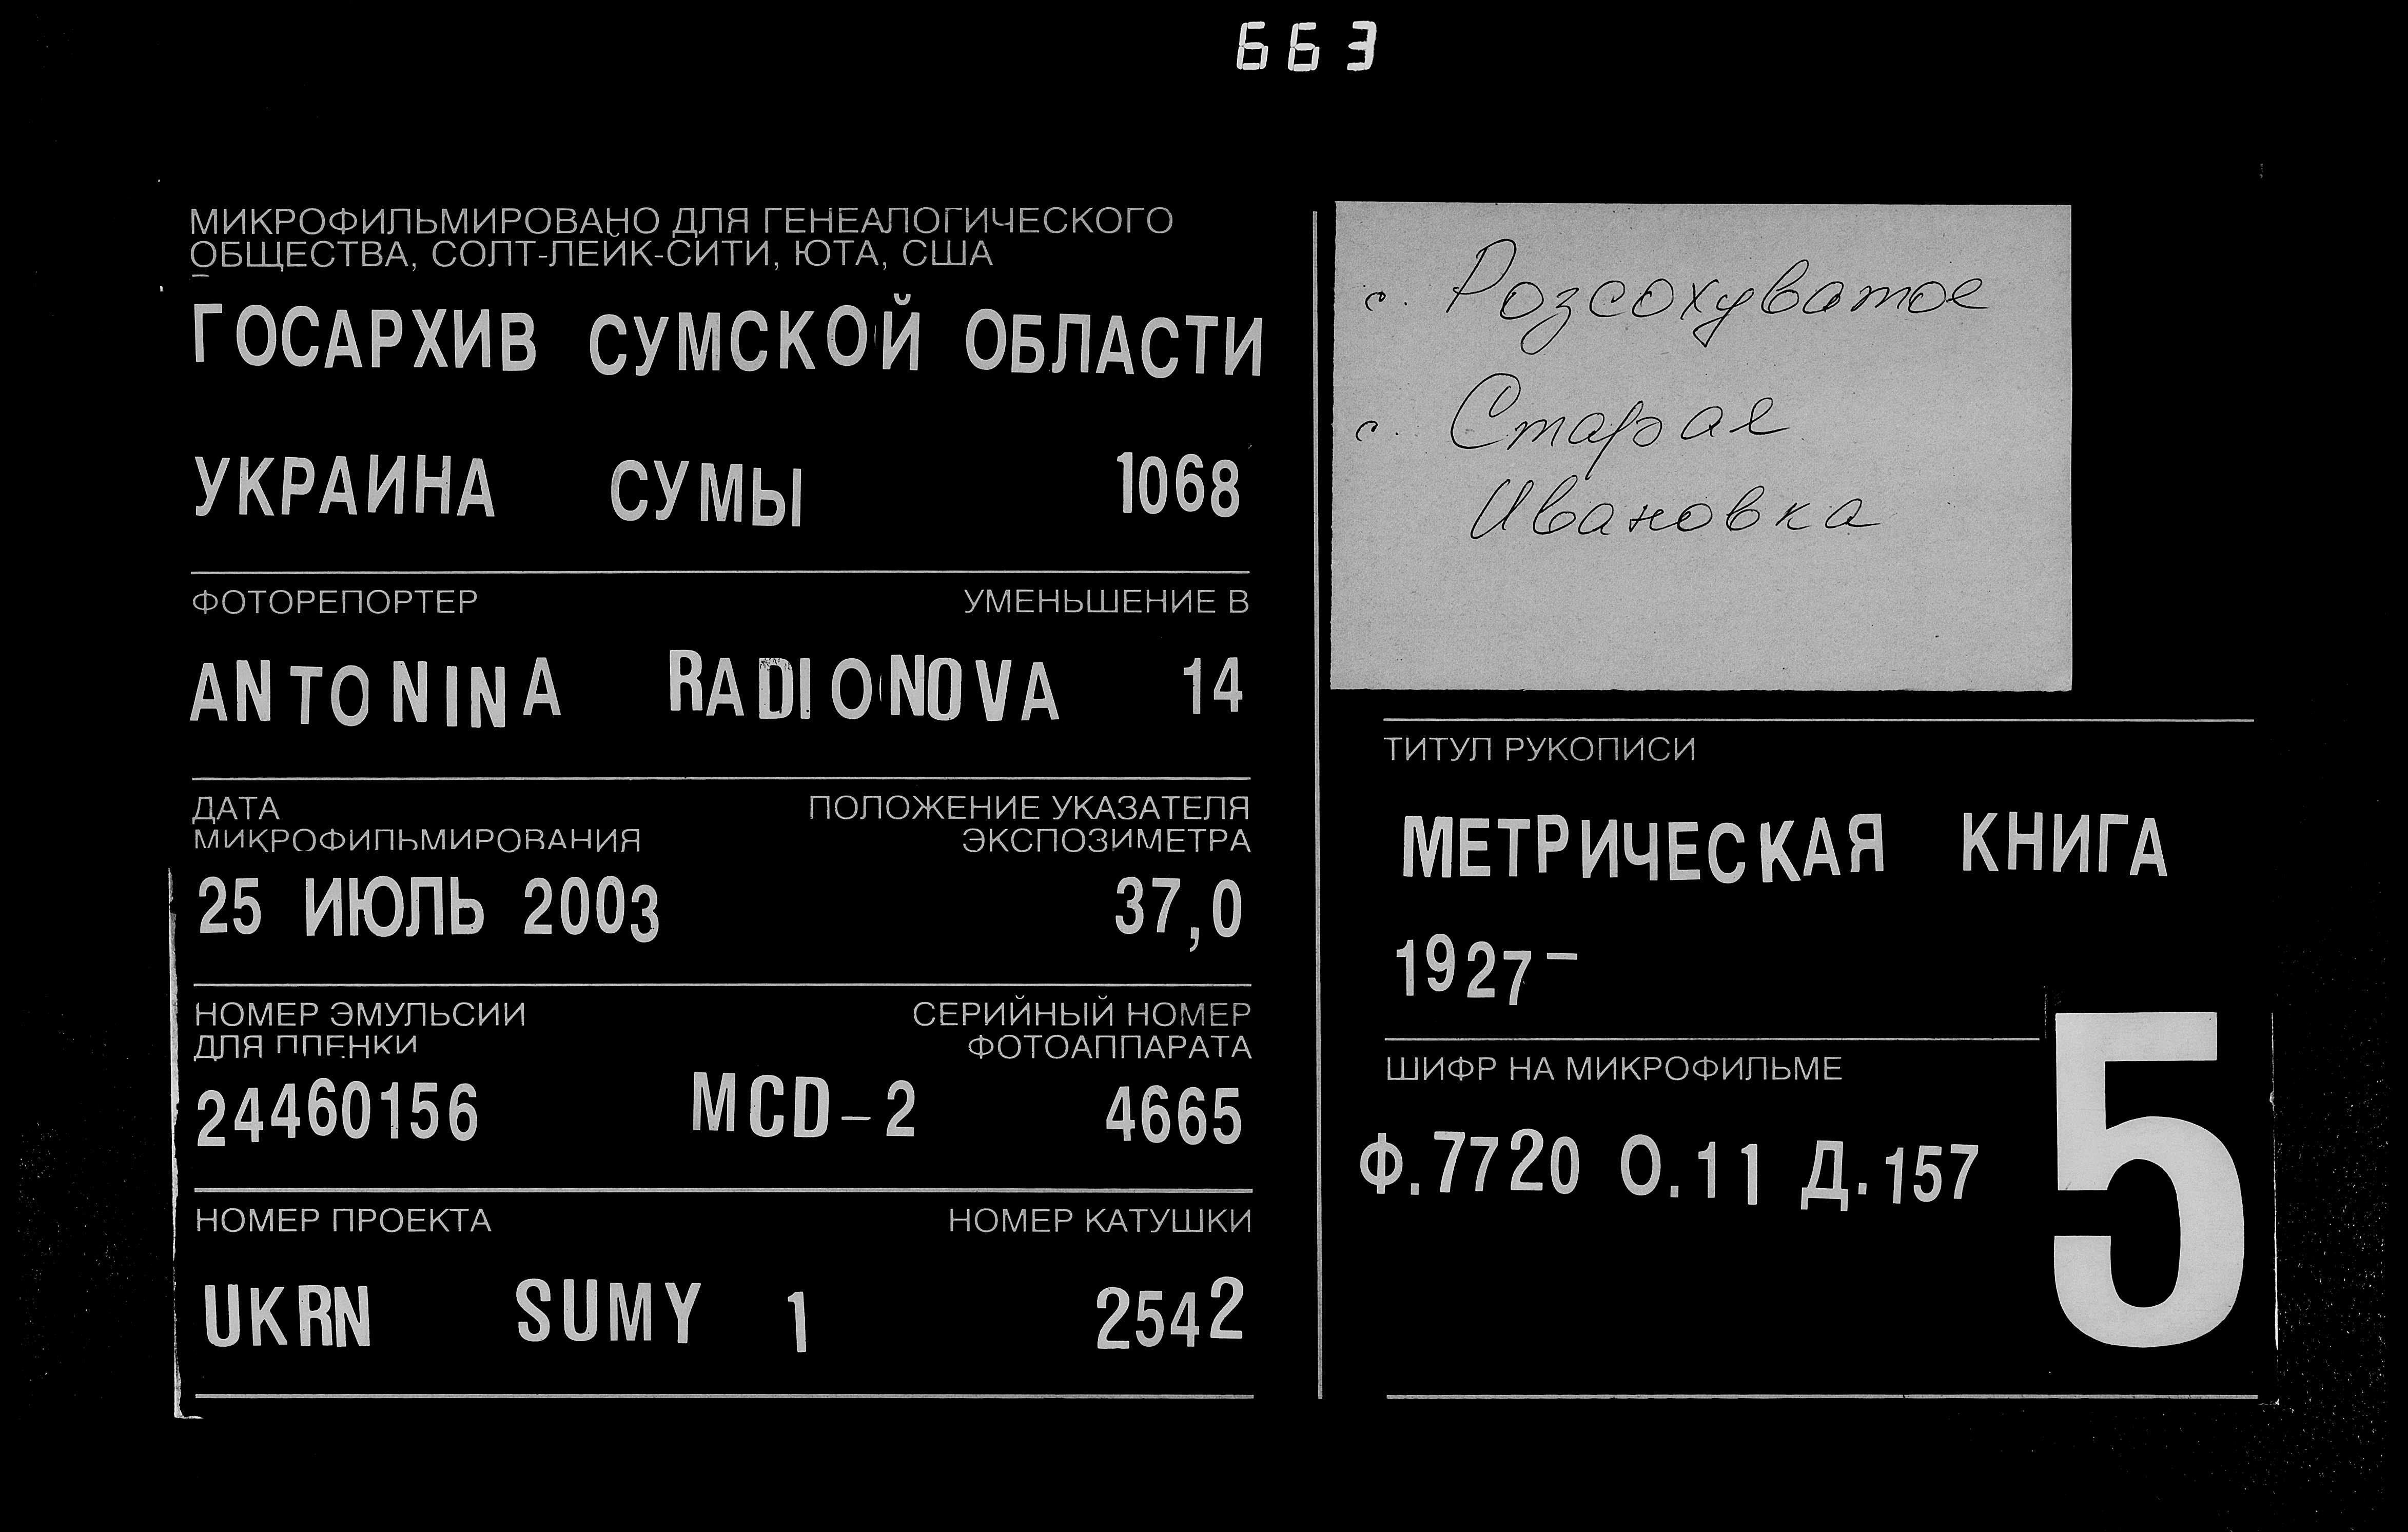 663
МИКРОФИЛЬМИРОВАНО ДЛЯ ГЕНЕАЛОГИЧЕСКОГО
ОБЩЕСТВА, СОЛТ-ЛЕЙК-СИТИ, ЮТА, США
ГОСАРХИВ СУМСКОЙ ОБЛАСТИ
УКРАИНА СУМЫ 1068
ФОТОРЕПОРТЕР УМЕНЬШЕНИЕ В
ANTONINA RADIONOVA 14
ДАТА ПОЛОЖЕНИЕ УКАЗАТЕЛЯ
МИКРОФИЛЬМИРОВАНИЯ ЭКСПОЗИМЕТРА
25 ИЮЛЬ 2003 37,0
НОМЕР ЭМУЛЬСИИ СЕРИЙНЫЙ НОМЕР
ДЛЯ ПЛЕНКИ ФОТОАППАРАТА
24460156 MCD-2 4665
НОМЕР ПРОЕКТА НОМЕР КАТУШКИ
UKRN SUMY 1 2542
с. Розсохуватое
с. Старая
Ивановка
ТИТУЛ РУКОПИСИ
МЕТРИЧЕСКАЯ КНИГА
1927-
ШИФР НА МИКРОФИЛЬМЕ
Ф.7720 О.11 Д.157
5